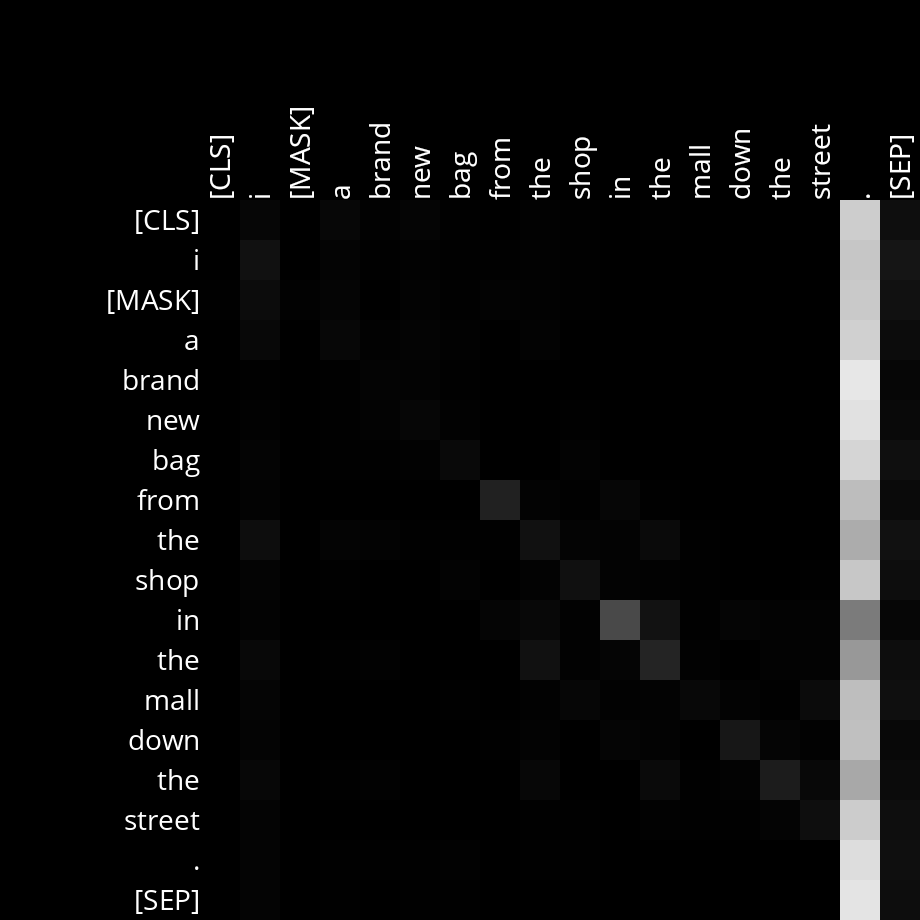 [CLS] i [MASK] a brand new bag from the shop in the mall down the street . [SEP]
[CLS]
i
[MASK]
a
brand
new
bag
from
the
shop
in
the
mall
down
the
street
.
[SEP]